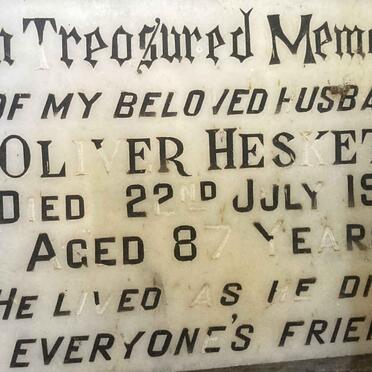 n Treasured Memo
OF MY BELOVED HUSBA
OLIVER HESKET
DIED 22ND JULY 19
AGED 87 YEAR
HE LIVED AS HE DI
EVERYONE'S FRIE